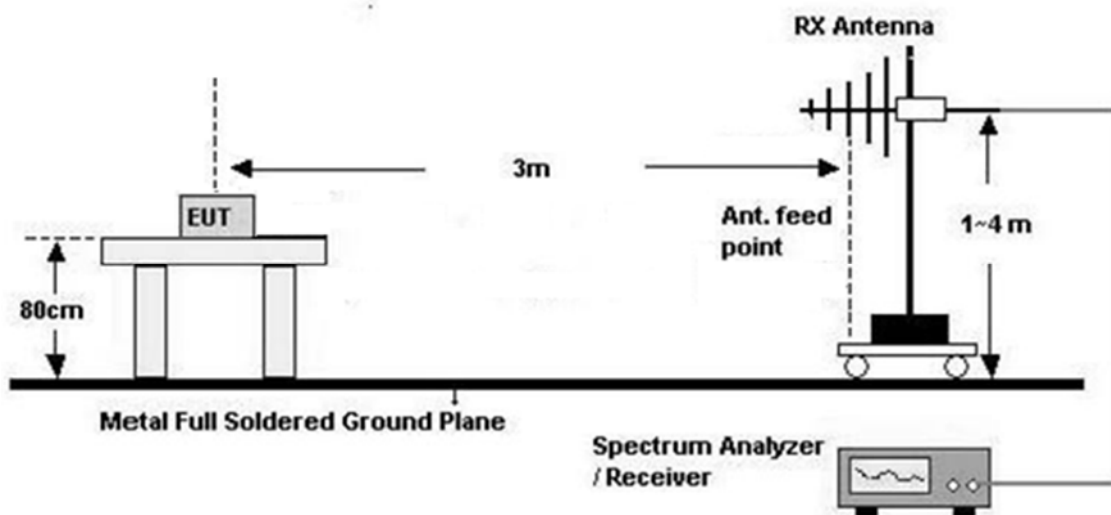 RX Antenna
3m
EUT
Ant. feed
point
1~4 m
80cm
Metal Full Soldered Ground Plane
Spectrum Analyzer
/ Receiver